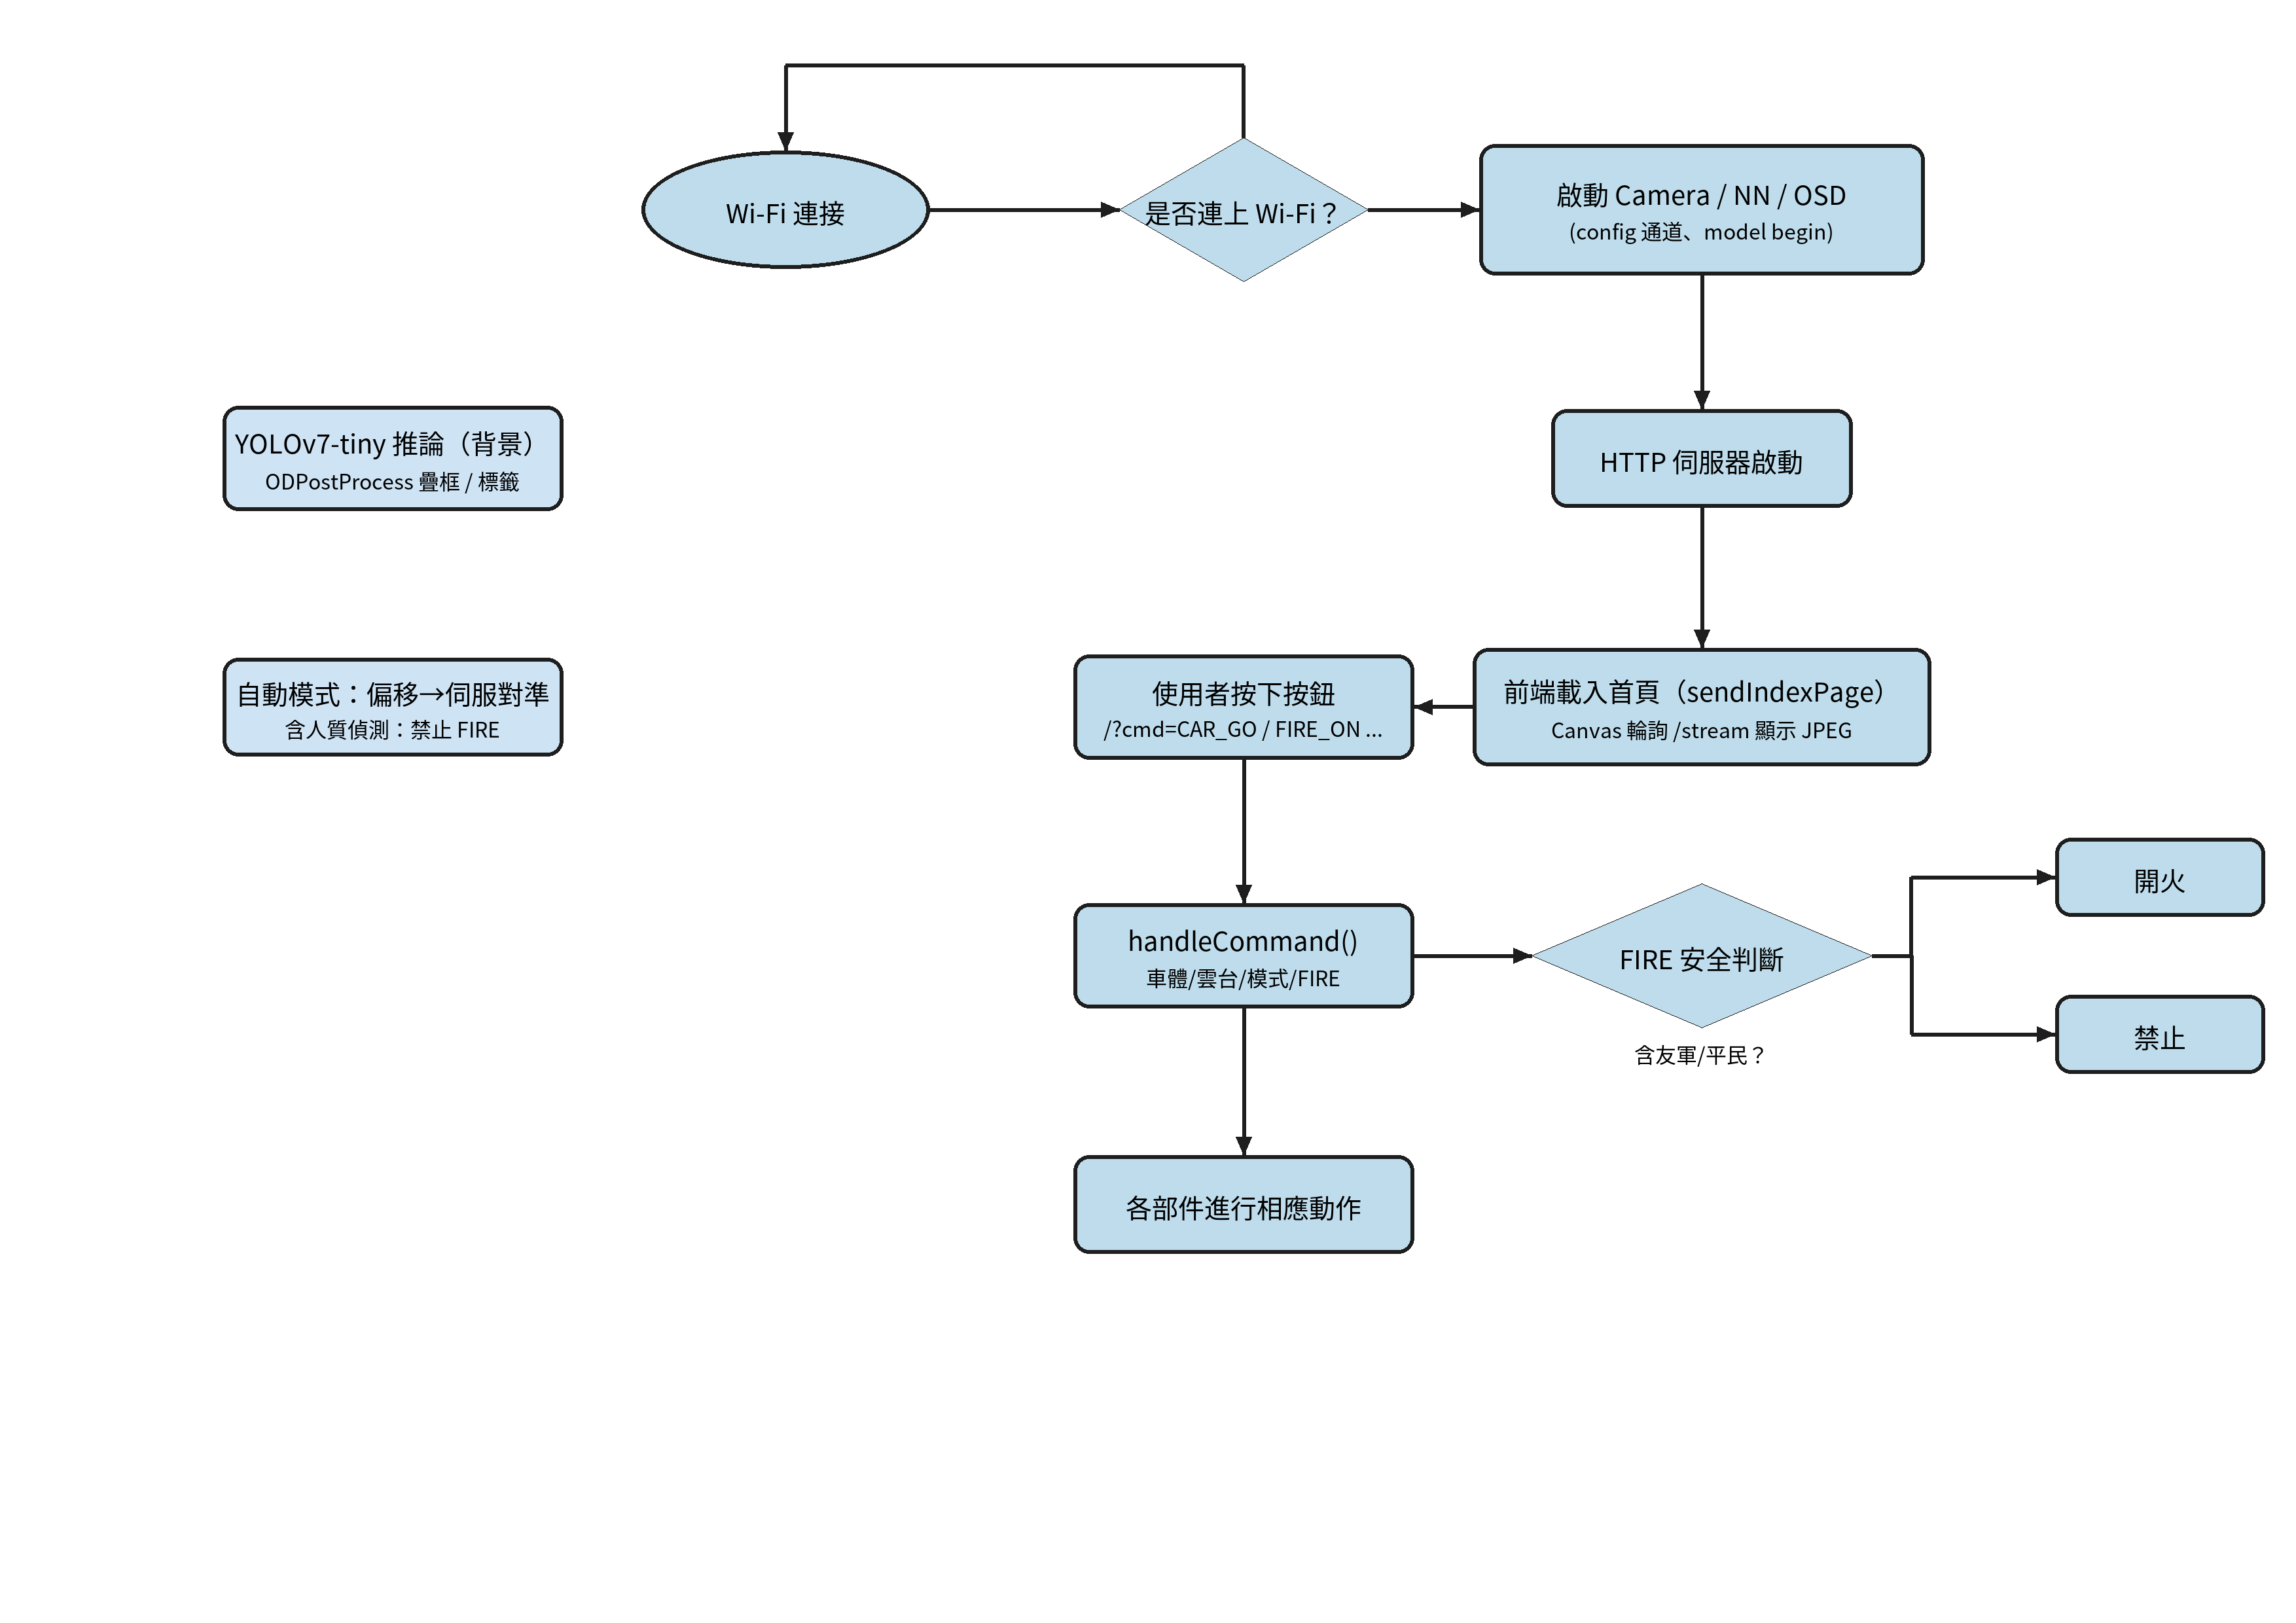 Wi-Fi 連接
是否連上 Wi-Fi？
啟動 Camera / NN / OSD
(config 通道、model begin)
YOLOv7-tiny 推論（背景）
ODPostProcess 疊框 / 標籤
HTTP 伺服器啟動
自動模式：偏移→伺服對準
含人質偵測：禁止 FIRE
使用者按下按鈕
/?cmd=CAR_GO / FIRE_ON ...
前端載入首頁（sendIndexPage）
Canvas 輪詢 /stream 顯示 JPEG
handleCommand()
車體/雲台/模式/FIRE
FIRE 安全判斷
含友軍/平民？
開火
禁止
各部件進行相應動作